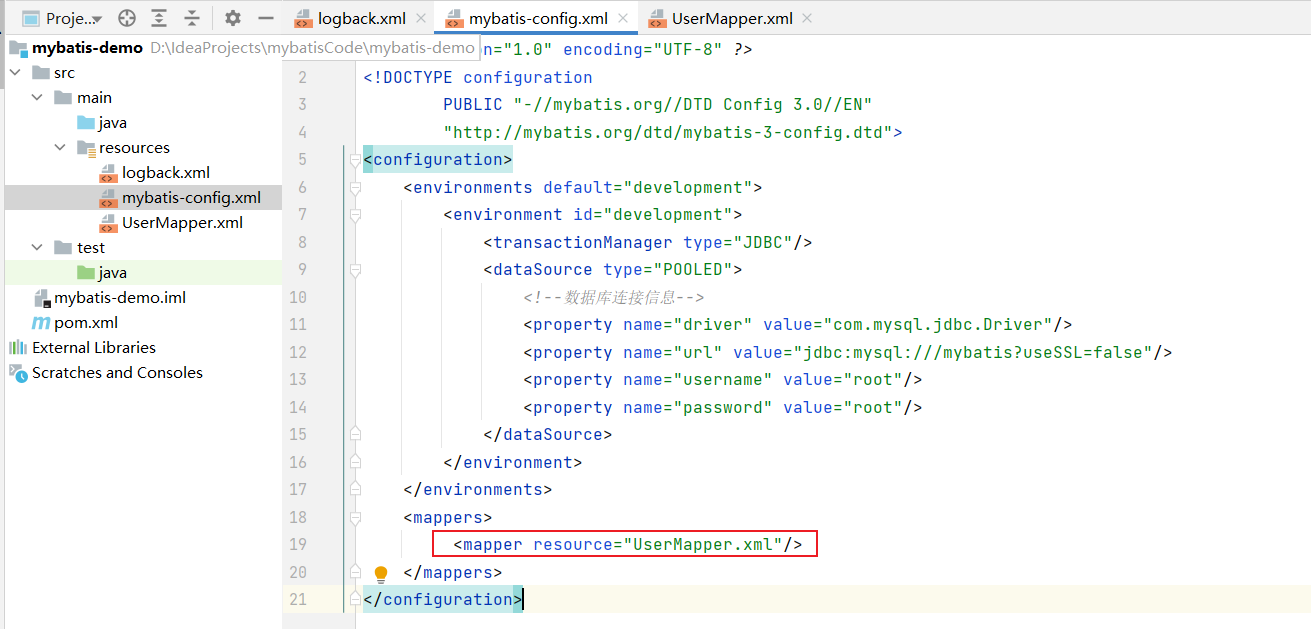 Proje...
logback.xml
mybatis-config.xml
UserMapper.xml
mybatis-demo D:\IdeaProjects\mybatisCode\mybatis-demo
src
main
java
resources
logback.xml
mybatis-config.xml
UserMapper.xml
test
java
mybatis-demo.iml
pom.xml
External Libraries
Scratches and Consoles
n="1.0" encoding="UTF-8" ?>
2 <!DOCTYPE configuration
3 PUBLIC "-//mybatis.org//DTD Config 3.0//EN"
4 "http://mybatis.org/dtd/mybatis-3-config.dtd">
5 <configuration>
6 <environments default="development">
7 <environment id="development">
8 <transactionManager type="JDBC"/>
9 <dataSource type="POOLED">
10 <!--数据库连接信息-->
11 <property name="driver" value="com.mysql.jdbc.Driver"/>
12 <property name="url" value="jdbc:mysql:///mybatis?useSSL=false"/>
13 <property name="username" value="root"/>
14 <property name="password" value="root"/>
15 </dataSource>
16 </environment>
17 </environments>
18 <mappers>
19 <mapper resource="UserMapper.xml"/>
20 </mappers>
21 </configuration>